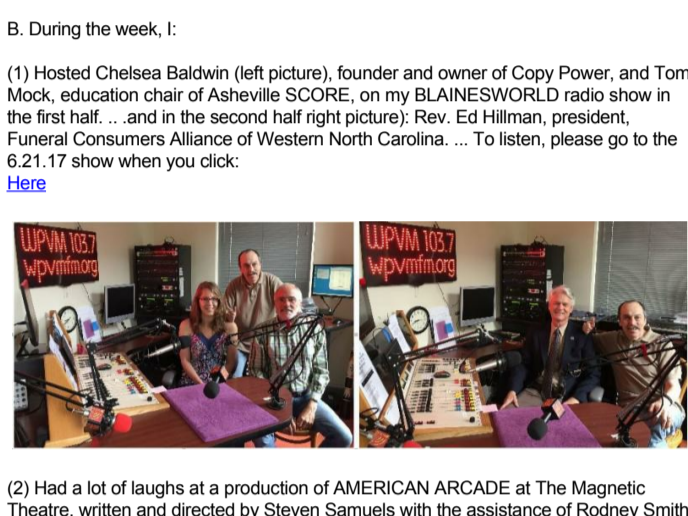 B. During the week, I:
(1) Hosted Chelsea Baldwin (left picture), founder and owner of Copy Power, and Tom
Mock, education chair of Asheville SCORE, on my BLAINESWORLD radio show in
the first half. .. .and in the second half right picture): Rev. Ed Hillman, president,
Funeral Consumers Alliance of Western North Carolina. ... To listen, please go to the
6.21.17 show when you click:
Here
WPVM 103.7
wpvmfm.org
WPVM 103.7
wpvmfm.org
(2) Had a lot of laughs at a production of AMERICAN ARCADE at The Magnetic
Theatre, written and directed by Steven Samuels with the assistance of Rodney Smith